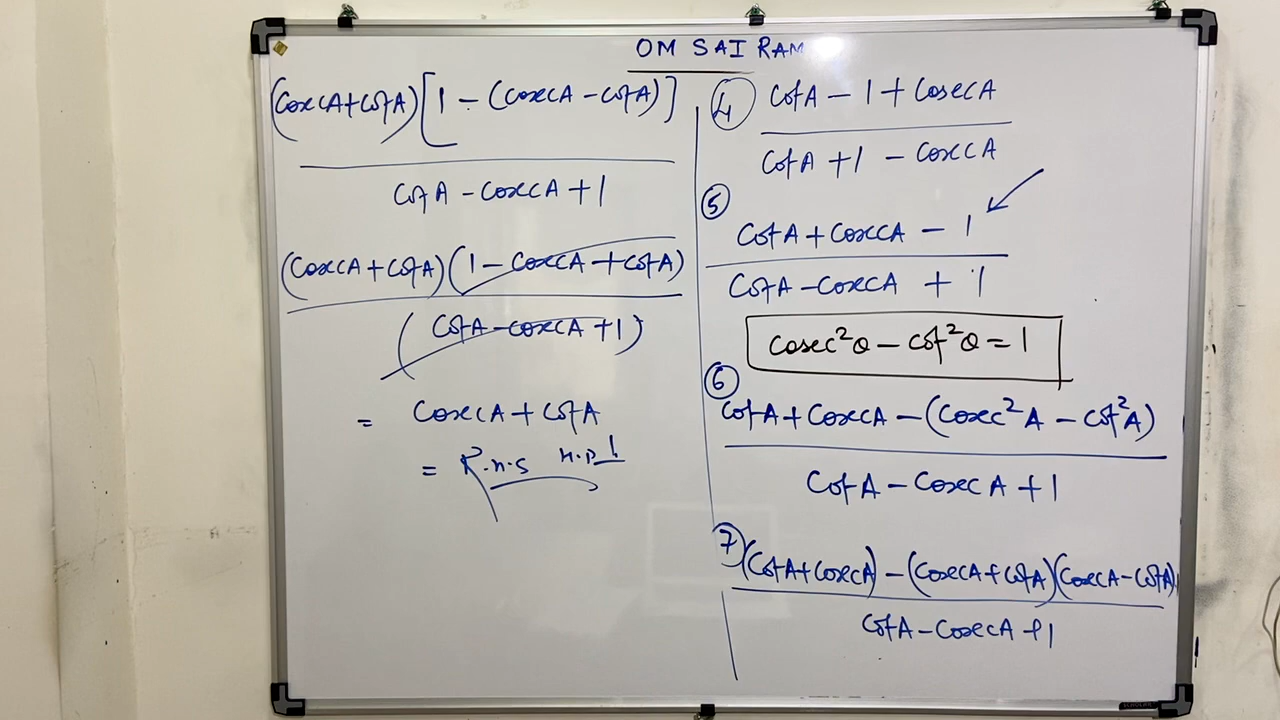 OM SAI RAM
(CosecA+CotA)[1 - (CosecA - CotA)]
CotA - CosecA + 1
(CosecA + CotA)(1 - CosecA + CotA)
(CotA - CosecA + 1)
= CosecA + CotA
= R.H.S H.P!
④ CotA - 1 + CosecA
CotA + 1 - CosecA
⑤
CotA + CosecA - 1
CotA - CosecA + 1
Cosec²θ - Cot²θ = 1
⑥
CotA + CosecA - (Cosec²A - Cot²A)
CotA - CosecA + 1
⑦ (CotA + CosecA) - (CosecA + CotA)(CosecA - CotA)
CotA - CosecA + 1